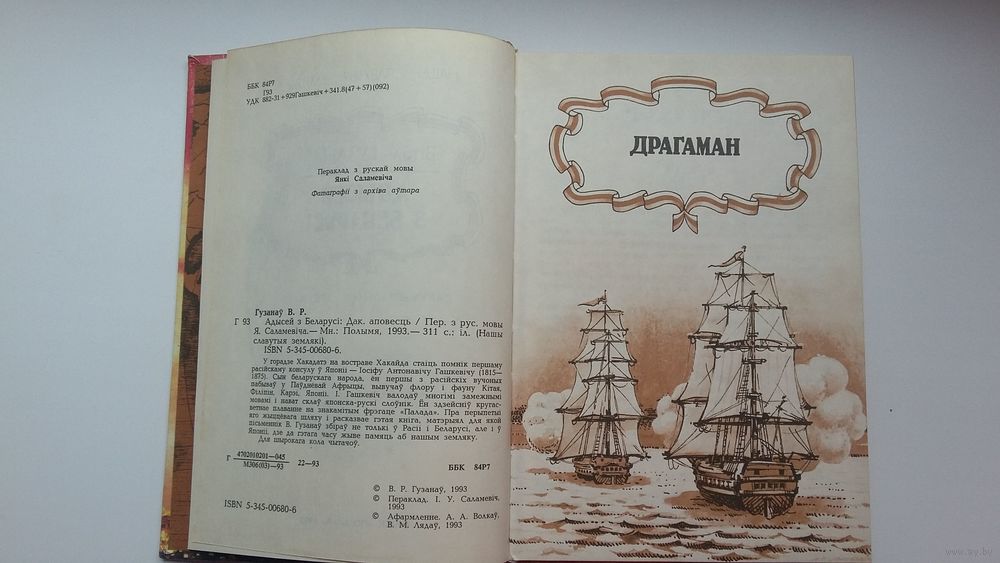 ББК 84Р7
Г93
УДК 882-31+929Гашкевіч+341.8(47+57)(092)
Пераклад з рускай мовы
Янкі Саламевіча
Фатаграфіі з архіва аўтара
Гузанаў В. Р.
Г 93 Адысей з Беларусі: Дак. аповесць / Пер. з рус. мовы
Я. Саламевіча.— Мн.: Полымя, 1993.— 311 с.: іл. (Нашы
славутыя землякі).
ISBN 5-345-00680-6.
У горадзе Хакадатэ на востраве Хакайда стаіць помнік першаму
расійскаму консулу ў Японіі — Іосіфу Антонавічу Гашкевічу (1815—
1875). Сын беларускага народа, ён першы з расійскіх вучоных
пабываў у Паўднёвай Афрыцы, вывучаў флору і фауну Кітая,
Філіпін, Карэі, Японіі. І. Гашкевіч валодаў многімі замежнымі
мовамі і нават склаў японска-рускі слоўнік. Ён здзейсніў кругас-
ветнае плаванне на знакамітым фрэгаце «Палада». Пра перыпетыі
яго жыццёвага шляху і расказвае гэтая кніга, матэрыял для якой
пісьменнік В. Гузанаў збіраў не толькі ў Расіі і Беларусі, але і ў
Японіі, дзе да гэтага часу жыве памяць аб нашым земляку.
Для шырокага кола чытачоў.
Г 4702010201—045
М306(03)—93 22—93
ББК 84Р7
© В. Р. Гузанаў, 1993
© Пераклад. І. У. Саламевіч,
1993
© Афармленне. А. А. Волкаў,
В. М. Лядаў, 1993
ISBN 5-345-00680-6
ДРАГАМАН
www.ay.by